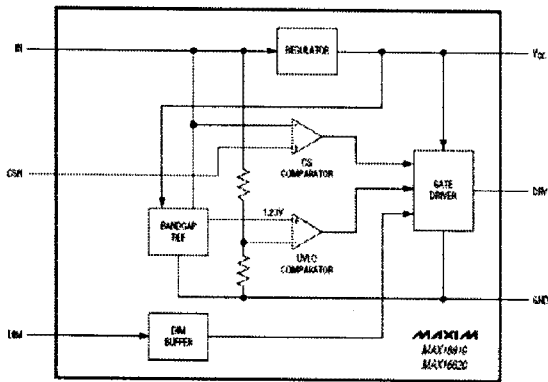 IN
REGULATOR
VCC
CSN
CS
COMPARATOR
GATE
DRIVER
DRV
1.23V
BANDGAP
REF
UVLO
COMPARATOR
GND
DIM
DIM
BUFFER
MAXIM
MAX16819
MAX16820